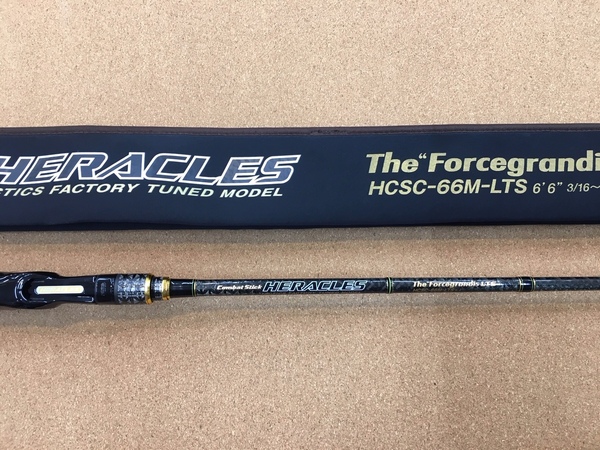 HERACLES
CTICS FACTORY TUNED MODEL
The "Forcegrandi
HCSC-66M-LTS 6'6" 3/16~
Combat Stick HERACLES
The Forcegrandis LTS